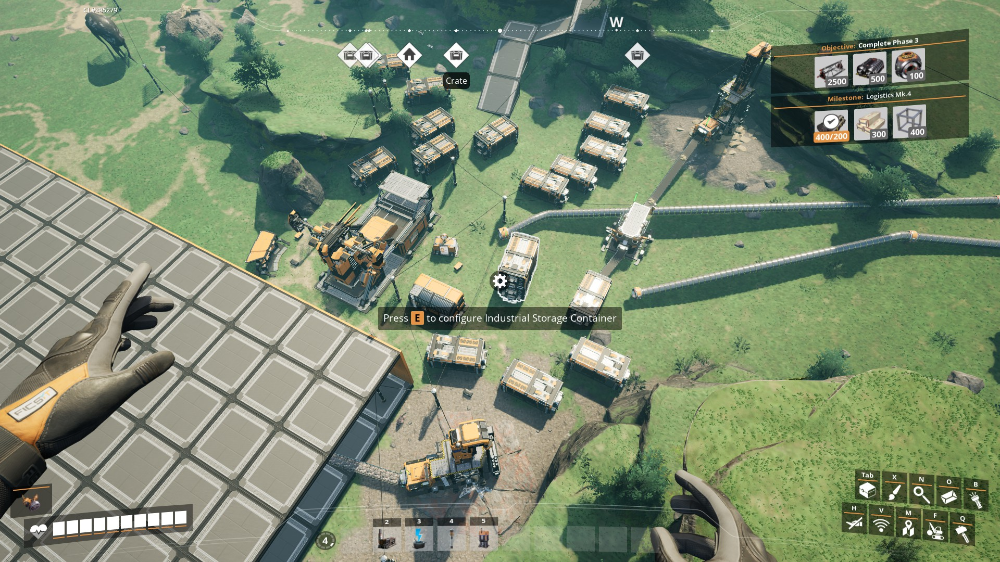 CL#385279
W
Crate
Objective: Complete Phase 3
2500
500
100
Milestone: Logistics Mk.4
400/200
300
400
Press E to configure Industrial Storage Container
FICSIT
2
3
4
5
4
Tab
X
N
O
B
H
V
M
F
Q